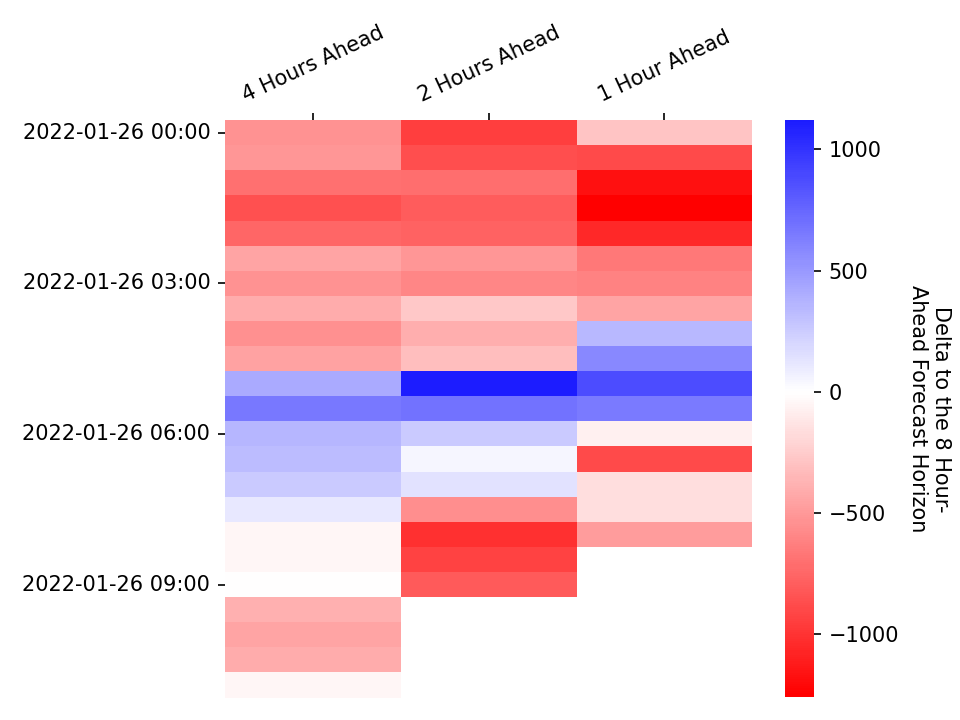 4 Hours Ahead
2 Hours Ahead
1 Hour Ahead
2022-01-26 00:00
2022-01-26 03:00
2022-01-26 06:00
2022-01-26 09:00
1000
500
0
−500
−1000
Delta to the 8 Hour-
Ahead Forecast Horizon